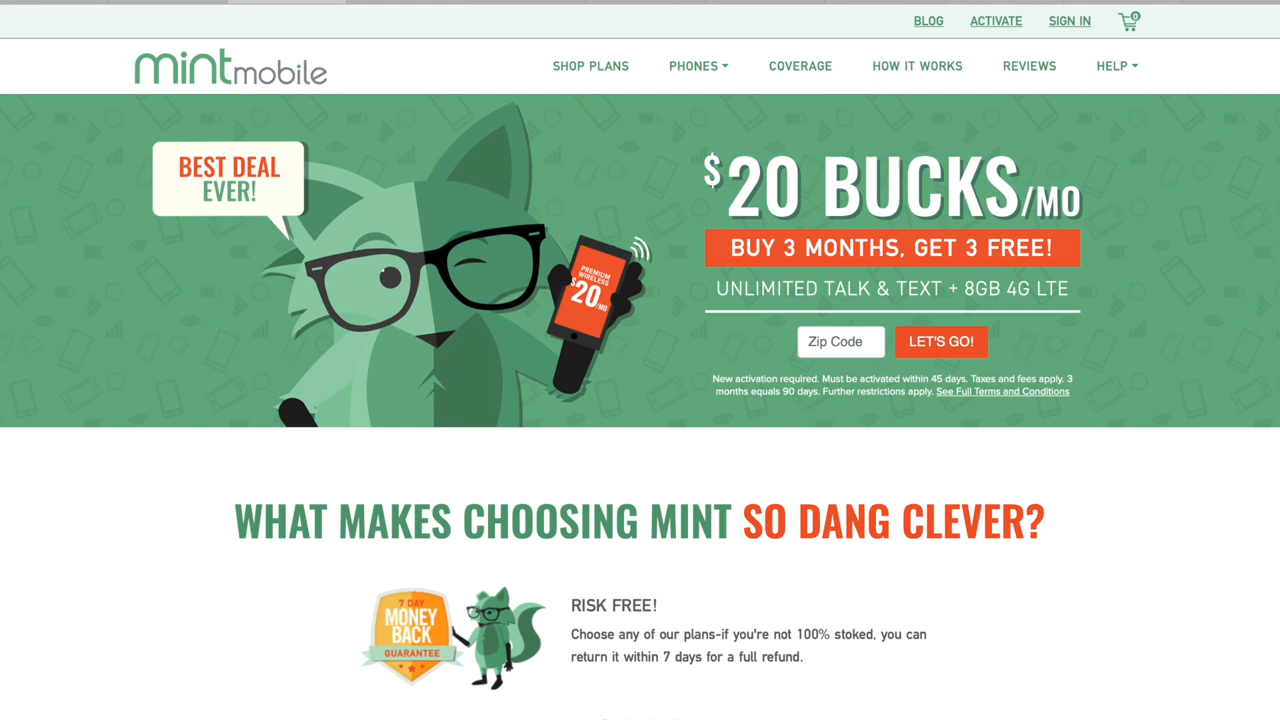 BLOG ACTIVATE SIGN IN 0
mintmobile SHOP PLANS PHONES COVERAGE HOW IT WORKS REVIEWS HELP
BEST DEAL
EVER!
PREMIUM
WIRELESS
$20/MO
$20 BUCKS/MO
BUY 3 MONTHS, GET 3 FREE!
UNLIMITED TALK & TEXT + 8GB 4G LTE
Zip Code LET'S GO!
New activation required. Must be activated within 45 days. Taxes and fees apply. 3
months equals 90 days. Further restrictions apply. See Full Terms and Conditions
WHAT MAKES CHOOSING MINT SO DANG CLEVER?
7 DAY
MONEY
BACK
GUARANTEE
RISK FREE!
Choose any of our plans-if you're not 100% stoked, you can
return it within 7 days for a full refund.